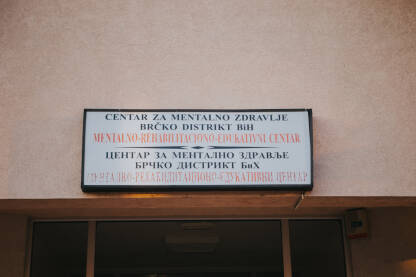 CENTAR ZA MENTALNO ZDRAVLJE
BRČKO DISTRIKT BiH
MENTALNO-REHABILITACIONO-EDUKATIVNI CENTAR
ЦЕНТАР ЗА МЕНТАЛНО ЗДРАВЉЕ
БРЧКО ДИСТРИКТ БиХ
МЕНТАЛНО-РЕХАБИЛИТАЦИОНО-ЕДУКАТИВНИ ЦЕНТАР